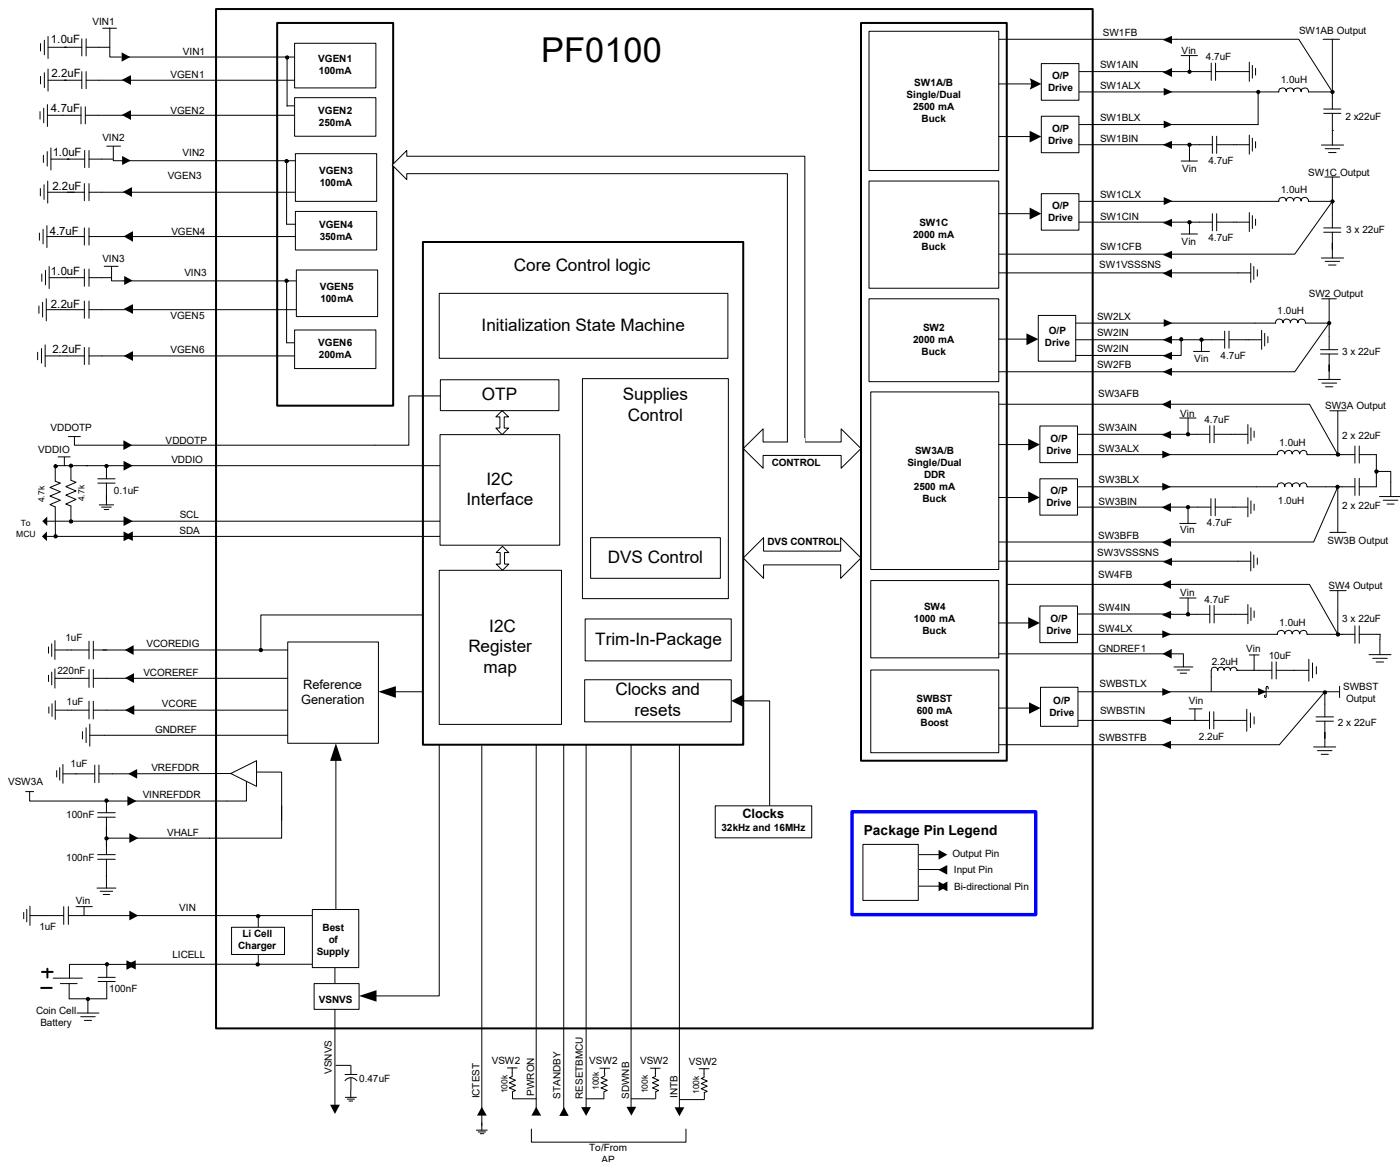 PF0100
VIN1
1.0uF
VIN1
2.2uF
VGEN1
4.7uF
VGEN2
VIN2
1.0uF
VIN2
VGEN3
2.2uF
4.7uF
VGEN4
VIN3
1.0uF
VIN3
2.2uF
VGEN5
2.2uF
VGEN6
VGEN1
100mA
VGEN2
250mA
VGEN3
100mA
VGEN4
350mA
VGEN5
100mA
VGEN6
200mA
VDDOTP
VDDOTP
VDDIO
VDDIO
4.7k
4.7k
0.1uF
To
MCU
SCL
SDA
Core Control logic
Initialization State Machine
OTP
I2C
Interface
I2C
Register
map
Supplies
Control
DVS Control
Trim-In-Package
Clocks and
resets
CONTROL
DVS CONTROL
1uF
VCOREDIG
220nF
VCOREREF
1uF
VCORE
GNDREF
Reference
Generation
1uF
VREFDDR
VSW3A
VINREFDDR
100nF
VHALF
100nF
Vin
VIN
1uF
Li Cell
Charger
Best
of
Supply
LICELL
+
−
100nF
Coin Cell
Battery
VSNVS
VSNVS
0.47uF
ICTEST
VSW2
100k
PWRON
STANDBY
RESETBMCU
VSW2
100k
SDWNB
VSW2
100k
INTB
VSW2
100k
To/From
AP
Clocks
32kHz and 16MHz
SW1A/B
Single/Dual
2500 mA
Buck
SW1C
2000 mA
Buck
SW2
2000 mA
Buck
SW3A/B
Single/Dual
DDR
2500 mA
Buck
SW4
1000 mA
Buck
SWBST
600 mA
Boost
O/P
Drive
O/P
Drive
O/P
Drive
O/P
Drive
O/P
Drive
O/P
Drive
O/P
Drive
O/P
Drive
SW1FB
SW1AB Output
Vin
4.7uF
SW1AIN
SW1ALX
1.0uH
2 x22uF
SW1BLX
SW1BIN
Vin
4.7uF
SW1C Output
SW1CLX
1.0uH
SW1CIN
Vin
4.7uF
3 x 22uF
SW1CFB
SW1VSSSNS
SW2 Output
SW2LX
1.0uH
SW2IN
SW2IN
Vin
4.7uF
3 x 22uF
SW2FB
SW3AFB
SW3A Output
Vin
4.7uF
SW3AIN
2 x 22uF
SW3ALX
1.0uH
SW3BLX
1.0uH
SW3BIN
2 x 22uF
Vin
4.7uF
SW3BFB
SW3B Output
SW3VSSSNS
SW4FB
SW4 Output
Vin
4.7uF
SW4IN
3 x 22uF
SW4LX
1.0uH
GNDREF1
Vin
2.2uH
10uF
SWBSTLX
SWBST
Output
Vin
SWBSTIN
2.2uF
2 x 22uF
SWBSTFB
Package Pin Legend
Output Pin
Input Pin
Bi-directional Pin